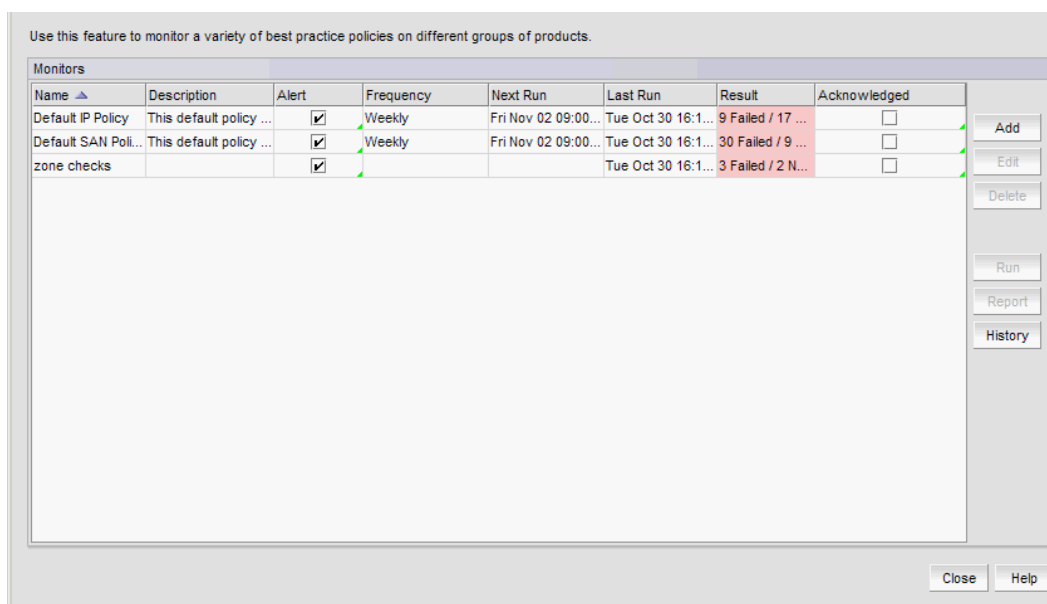 Use this feature to monitor a variety of best practice policies on different groups of products.
Monitors
Name Description Alert Frequency Next Run Last Run Result Acknowledged
Default IP Policy This default policy ... Weekly Fri Nov 02 09:00... Tue Oct 30 16:1... 9 Failed / 17 ...
Default SAN Poli... This default policy ... Weekly Fri Nov 02 09:00... Tue Oct 30 16:1... 30 Failed / 9 ...
zone checks Tue Oct 30 16:1... 3 Failed / 2 N...
Add
Edit
Delete
Run
Report
History
Close Help